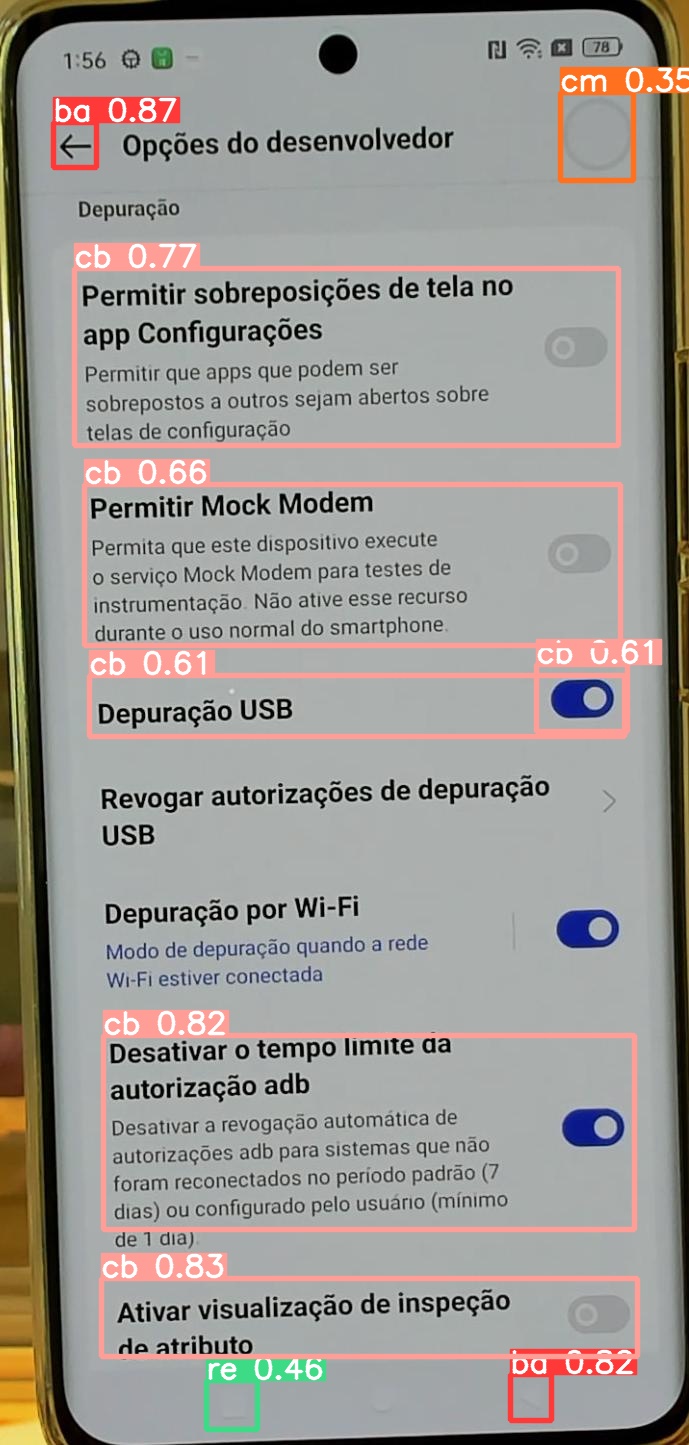 1:56
78
cm 0.35
ba 0.87
Opções do desenvolvedor
Depuração
cb 0.77
Permitir sobreposições de tela no
app Configurações
Permitir que apps que podem ser
sobrepostos a outros sejam abertos sobre
telas de configuração
cb 0.66
Permitir Mock Modem
Permita que este dispositivo execute
o serviço Mock Modem para testes de
instrumentação. Não ative esse recurso
durante o uso normal do smartphone.
cb 0.61
cb 0.61
Depuração USB
Revogar autorizações de depuração
USB
Depuração por Wi-Fi
Modo de depuração quando a rede
Wi-Fi estiver conectada
cb 0.82
Desativar o tempo limite da
autorização adb
Desativar a revogação automática de
autorizações adb para sistemas que não
foram reconectados no período padrão (7
dias) ou configurado pelo usuário (mínimo
de 1 dia).
cb 0.83
Ativar visualização de inspeção
de atributo
re 0.46
ba 0.82